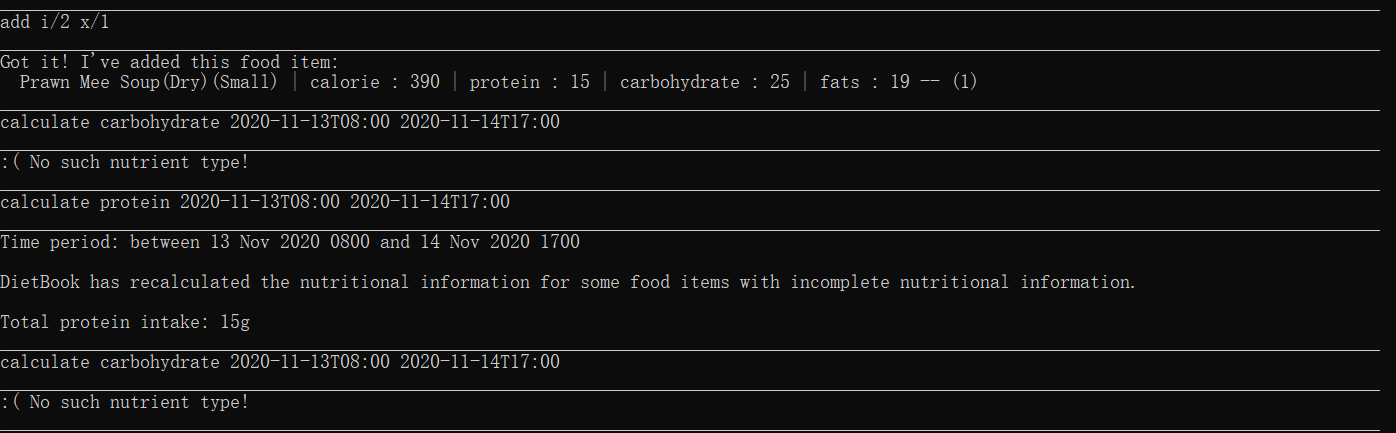 add i/2 x/1
Got it! I've added this food item:
Prawn Mee Soup(Dry)(Small) | calorie : 390 | protein : 15 | carbohydrate : 25 | fats : 19 -- (1)
calculate carbohydrate 2020-11-13T08:00 2020-11-14T17:00
:( No such nutrient type!
calculate protein 2020-11-13T08:00 2020-11-14T17:00
Time period: between 13 Nov 2020 0800 and 14 Nov 2020 1700
DietBook has recalculated the nutritional information for some food items with incomplete nutritional information.
Total protein intake: 15g
calculate carbohydrate 2020-11-13T08:00 2020-11-14T17:00
:( No such nutrient type!